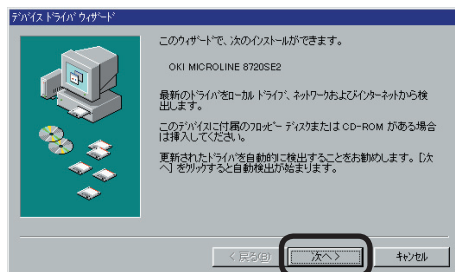 ﾃﾞﾊﾞｲｽ ﾄﾞﾗｲﾊﾞ ｳｨｻﾞｰﾄﾞ
このｳｨｻﾞｰﾄﾞで、次のｲﾝｽﾄｰﾙができます。
OKI MICROLINE 8720SE2
最新のﾄﾞﾗｲﾊﾞをﾛｰｶﾙ ﾄﾞﾗｲﾌﾞ、ﾈｯﾄﾜｰｸおよびｲﾝﾀｰﾈｯﾄから検
出します。
このﾃﾞﾊﾞｲｽに付属のﾌﾛｯﾋﾟｰ ﾃﾞｨｽｸまたは CD-ROM がある場合
は挿入してください。
更新されたﾄﾞﾗｲﾊﾞを自動的に検出することをお勧めします。[次
へ] をｸﾘｯｸすると自動検出が始まります。
< 戻る(B)
次へ >
ｷｬﾝｾﾙ